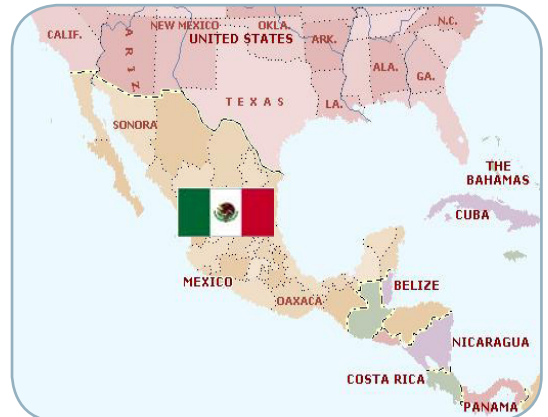 N.C.
CALIF.
NEW MEXICO
OKLA.
ARIZ
UNITED STATES
ARK.
ALA.
GA.
TEXAS
LA.
SONORA
THE
BAHAMAS
CUBA
MEXICO
BELIZE
OAXACA
NICARAGUA
COSTA RICA
PANAMA